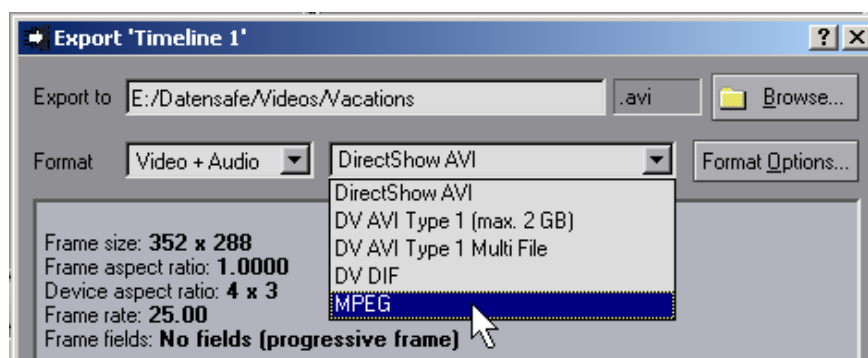 Export 'Timeline 1'
Export to E:/Datensafe/Videos/Vacations .avi Browse...
Format Video + Audio DirectShow AVI Format Options...
DirectShow AVI
DV AVI Type 1 (max. 2 GB)
DV AVI Type 1 Multi File
DV DIF
MPEG
Frame size: 352 x 288
Frame aspect ratio: 1.0000
Device aspect ratio: 4 x 3
Frame rate: 25.00
Frame fields: No fields (progressive frame)